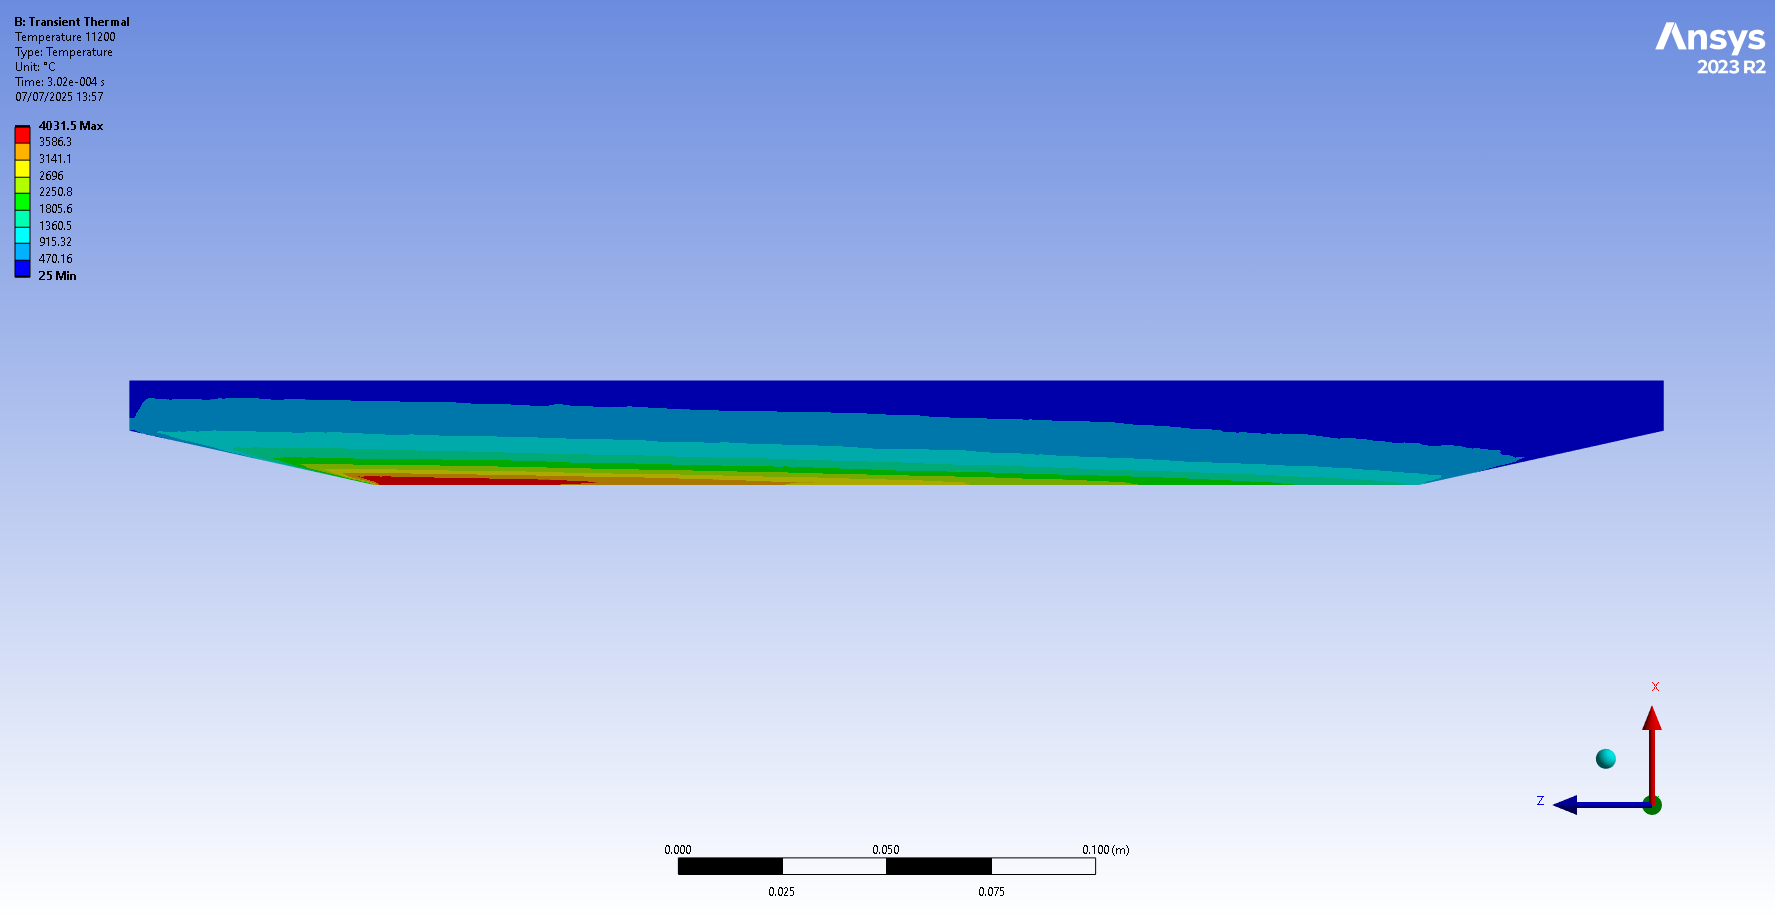 B: Transient Thermal
Temperature 11200
Type: Temperature
Unit: °C
Time: 3.02e-004 s
07/07/2025 13:57
4031.5 Max
3586.3
3141.1
2696
2250.8
1805.6
1360.5
915.32
470.16
25 Min
Ansys
2023 R2
X
Z
0.000 0.050 0.100 (m)
0.025 0.075